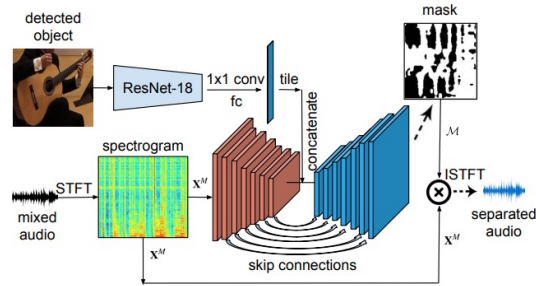 detected
object
ResNet-18
1x1 conv
fc
tile
concatenate
mask
ℳ
spectrogram
STFT
mixed
audio
X^M
X^M
skip connections
ISTFT
separated
audio
X^M